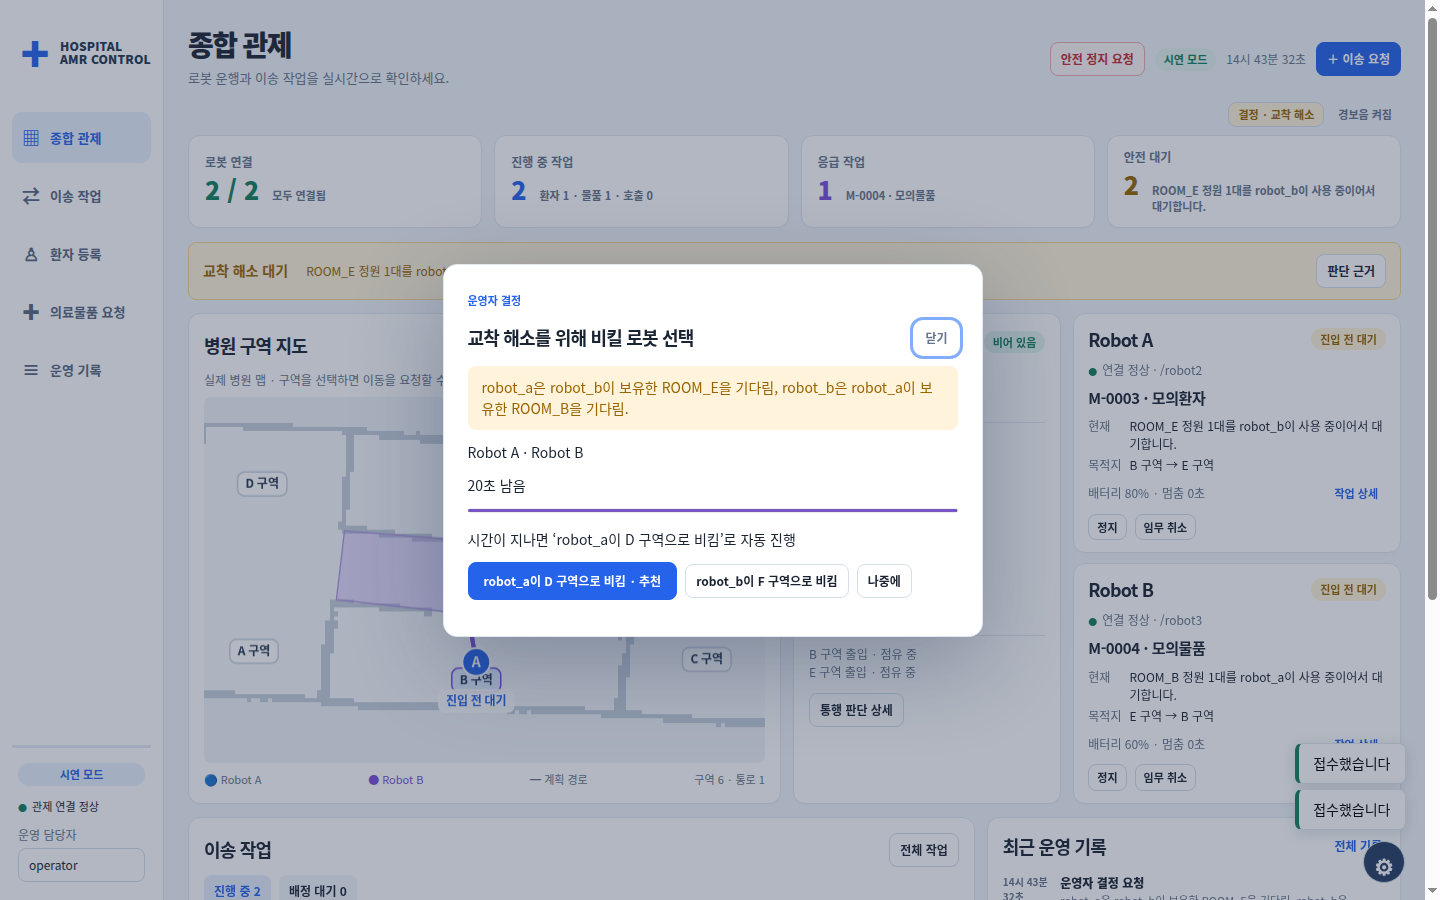 HOSPITAL
AMR CONTROL
종합 관제
이송 작업
환자 등록
의료물품 요청
운영 기록
시연 모드
관제 연결 정상
운영 담당자
operator
종합 관제
로봇 운행과 이송 작업을 실시간으로 확인하세요.
안전 정지 요청
시연 모드
14시 43분 32초
+ 이송 요청
결정 · 교착 해소
경보음 켜짐
로봇 연결
2 / 2 모두 연결됨
진행 중 작업
2 환자 1 · 물품 1 · 호출 0
응급 작업
1 M-0004 · 모의물품
안전 대기
2 ROOM_E 정원 1대를 robot_b이 사용 중이어서
대기합니다.
교착 해소 대기 ROOM_E 정원 1대를 robot
판단 근거
병원 구역 지도
비어 있음
실제 병원 맵 · 구역을 선택하면 이동을 요청할 수
D 구역
A 구역
A
B 구역
진입 전 대기
C 구역
Robot A
Robot B
계획 경로
구역 6 · 통로 1
B 구역 출입 · 점유 중
E 구역 출입 · 점유 중
통행 판단 상세
운영자 결정
교착 해소를 위해 비킬 로봇 선택
닫기
robot_a은 robot_b이 보유한 ROOM_E을 기다림, robot_b은 robot_a이 보
유한 ROOM_B을 기다림.
Robot A · Robot B
20초 남음
시간이 지나면 ‘robot_a이 D 구역으로 비킴’로 자동 진행
robot_a이 D 구역으로 비킴 · 추천
robot_b이 F 구역으로 비킴
나중에
Robot A
진입 전 대기
연결 정상 · /robot2
M-0003 · 모의환자
현재 ROOM_E 정원 1대를 robot_b이 사용 중이어서 대
기합니다.
목적지 B 구역 → E 구역
배터리 80% · 멈춤 0초
작업 상세
정지
임무 취소
Robot B
진입 전 대기
연결 정상 · /robot3
M-0004 · 모의물품
현재 ROOM_B 정원 1대를 robot_a이 사용 중이어서 대
기합니다.
목적지 E 구역 → B 구역
배터리 60% · 멈춤 0초
정지
임무 취소
접수했습니다
접수했습니다
이송 작업
전체 작업
진행 중 2
배정 대기 0
최근 운영 기록
전체 기록
14시 43분
32초
운영자 결정 요청